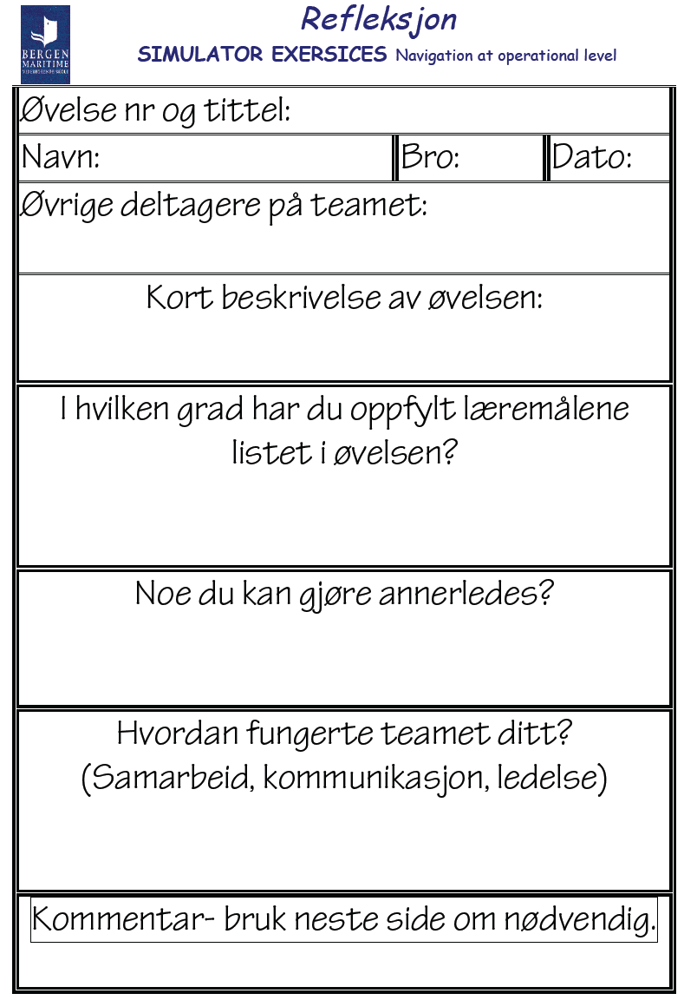 Refleksjon
BERGEN
MARITIME
VIDEREGÅENDE SKOLE
SIMULATOR EXERSICES Navigation at operational level
Øvelse nr og tittel:
Navn: Bro: Dato:
Øvrige deltagere på teamet:
Kort beskrivelse av øvelsen:
I hvilken grad har du oppfylt læremålene
listet i øvelsen?
Noe du kan gjøre annerledes?
Hvordan fungerte teamet ditt?
(Samarbeid, kommunikasjon, ledelse)
Kommentar- bruk neste side om nødvendig.